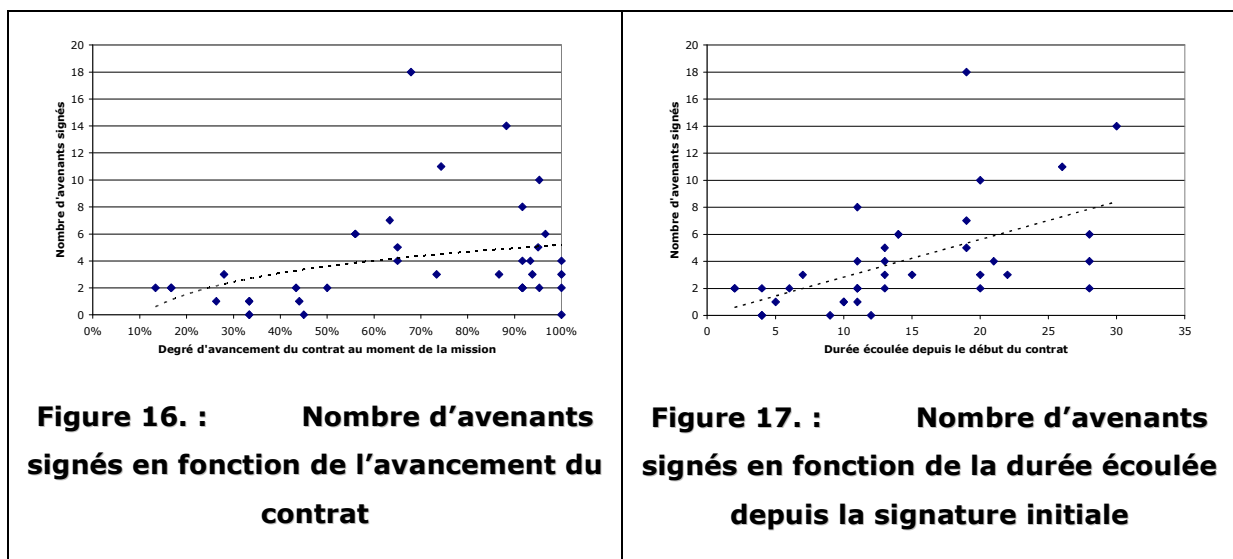 20
18
16
14
12
10
8
6
4
2
0
Nombre d'avenants signés
0% 10% 20% 30% 40% 50% 60% 70% 80% 90% 100%
Degré d'avancement du contrat au moment de la mission
Figure 16. : Nombre d’avenants
signés en fonction de l’avancement du
contrat
20
18
16
14
12
10
8
6
4
2
0
Nombre d'avenants signés
0 5 10 15 20 25 30 35
Durée écoulée depuis le début du contrat
Figure 17. : Nombre d’avenants
signés en fonction de la durée écoulée
depuis la signature initiale